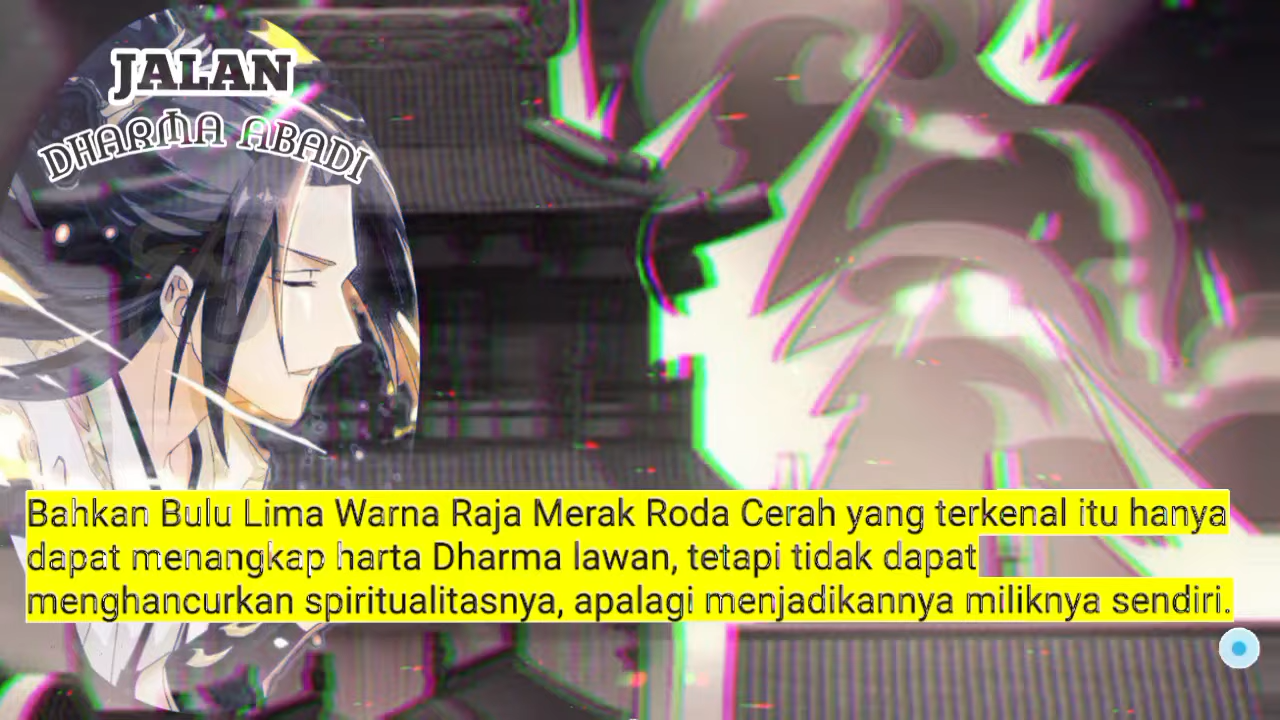 JALAN
DHARMA ABADI
Bahkan Bulu Lima Warna Raja Merak Roda Cerah yang terkenal itu hanya
dapat menangkap harta Dharma lawan, tetapi tidak dapat
menghancurkan spiritualitasnya, apalagi menjadikannya miliknya sendiri.